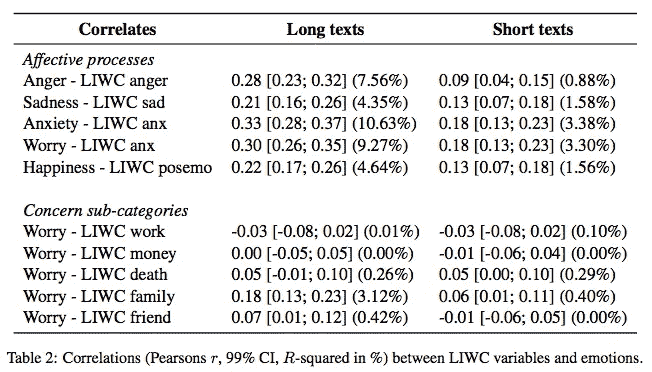 Correlates Long texts Short texts
Affective processes
Anger - LIWC anger 0.28 [0.23; 0.32] (7.56%) 0.09 [0.04; 0.15] (0.88%)
Sadness - LIWC sad 0.21 [0.16; 0.26] (4.35%) 0.13 [0.07; 0.18] (1.58%)
Anxiety - LIWC anx 0.33 [0.28; 0.37] (10.63%) 0.18 [0.13; 0.23] (3.38%)
Worry - LIWC anx 0.30 [0.26; 0.35] (9.27%) 0.18 [0.13; 0.23] (3.30%)
Happiness - LIWC posemo 0.22 [0.17; 0.26] (4.64%) 0.13 [0.07; 0.18] (1.56%)
Concern sub-categories
Worry - LIWC work -0.03 [-0.08; 0.02] (0.01%) -0.03 [-0.08; 0.02] (0.10%)
Worry - LIWC money 0.00 [-0.05; 0.05] (0.00%) -0.01 [-0.06; 0.04] (0.00%)
Worry - LIWC death 0.05 [-0.01; 0.10] (0.26%) 0.05 [0.00; 0.10] (0.29%)
Worry - LIWC family 0.18 [0.13; 0.23] (3.12%) 0.06 [0.01; 0.11] (0.40%)
Worry - LIWC friend 0.07 [0.01; 0.12] (0.42%) -0.01 [-0.06; 0.05] (0.00%)
Table 2: Correlations (Pearsons r, 99% CI, R-squared in %) between LIWC variables and emotions.